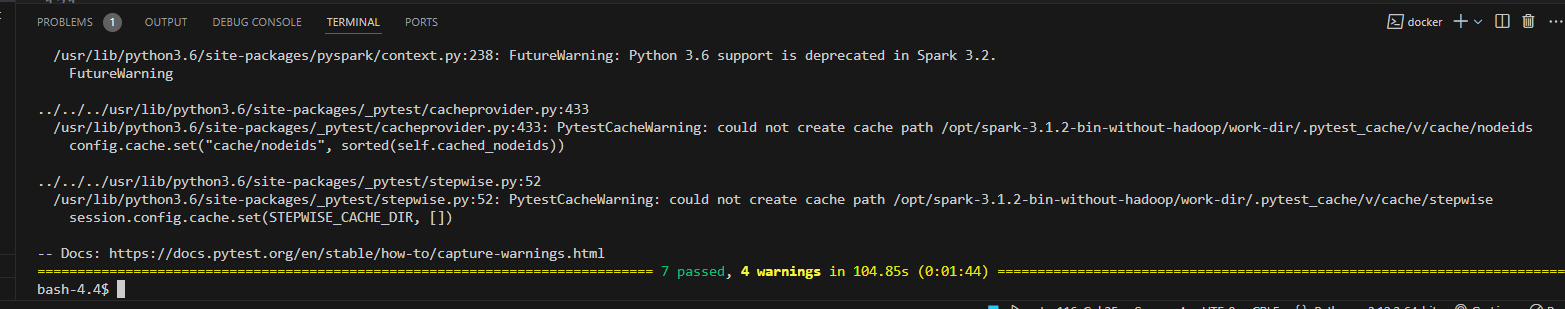 PROBLEMS 1 OUTPUT DEBUG CONSOLE TERMINAL PORTS docker
/usr/lib/python3.6/site-packages/pyspark/context.py:238: FutureWarning: Python 3.6 support is deprecated in Spark 3.2.
FutureWarning
../../../usr/lib/python3.6/site-packages/_pytest/cacheprovider.py:433
/usr/lib/python3.6/site-packages/_pytest/cacheprovider.py:433: PytestCacheWarning: could not create cache path /opt/spark-3.1.2-bin-without-hadoop/work-dir/.pytest_cache/v/cache/nodeids
config.cache.set("cache/nodeids", sorted(self.cached_nodeids))
../../../usr/lib/python3.6/site-packages/_pytest/stepwise.py:52
/usr/lib/python3.6/site-packages/_pytest/stepwise.py:52: PytestCacheWarning: could not create cache path /opt/spark-3.1.2-bin-without-hadoop/work-dir/.pytest_cache/v/cache/stepwise
session.config.cache.set(STEPWISE_CACHE_DIR, [])
-- Docs: https://docs.pytest.org/en/stable/how-to/capture-warnings.html
7 passed, 4 warnings in 104.85s (0:01:44)
bash-4.4$